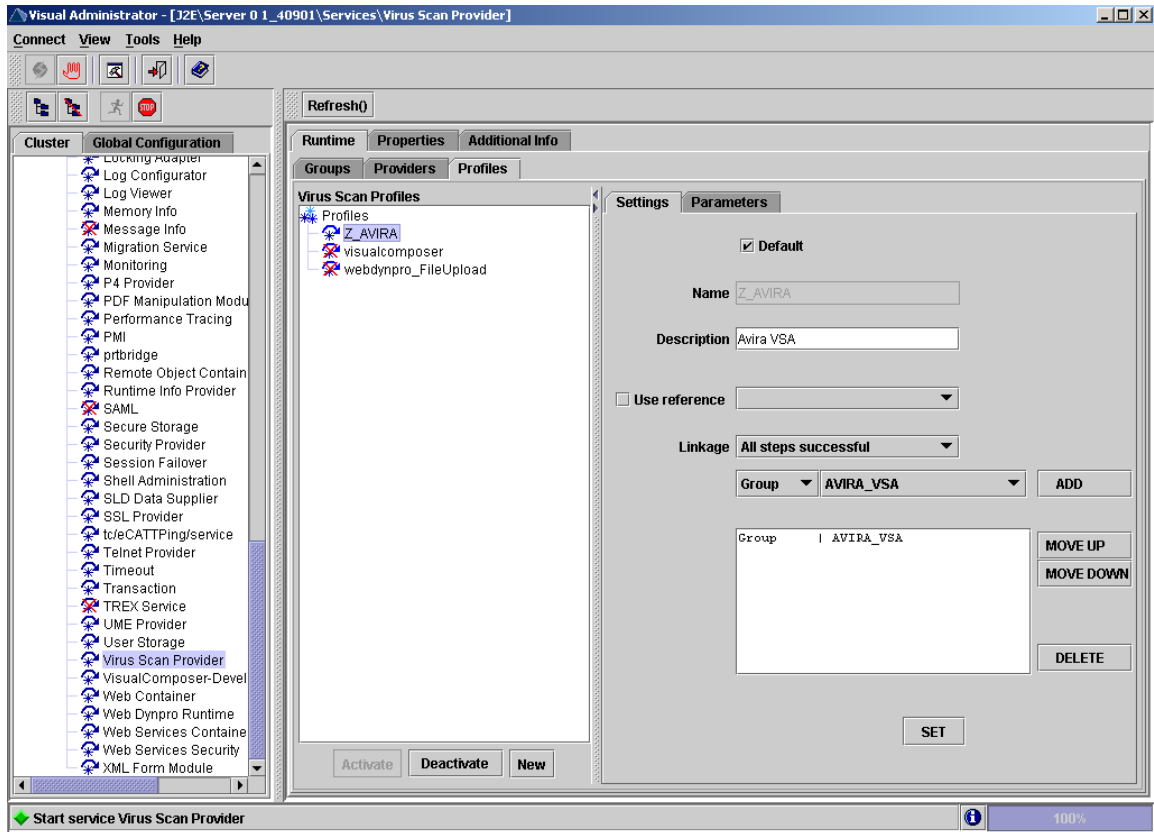 Visual Administrator - [J2E\Server 0 1_40901\Services\Virus Scan Provider]
Connect View Tools Help
STOP
Refresh()
Cluster Global Configuration
Locking Adapter
Log Configurator
Log Viewer
Memory Info
Message Info
Migration Service
Monitoring
P4 Provider
PDF Manipulation Modu
Performance Tracing
PMI
prtbridge
Remote Object Contain
Runtime Info Provider
SAML
Secure Storage
Security Provider
Session Failover
Shell Administration
SLD Data Supplier
SSL Provider
tc/eCATTPing/service
Telnet Provider
Timeout
Transaction
TREX Service
UME Provider
User Storage
Virus Scan Provider
VisualComposer-Devel
Web Container
Web Dynpro Runtime
Web Services Containe
Web Services Security
XML Form Module
Runtime Properties Additional Info
Groups Providers Profiles
Virus Scan Profiles
Profiles
Z_AVIRA
visualcomposer
webdynpro_FileUpload
Activate Deactivate New
Settings Parameters
Default
Name Z_AVIRA
Description Avira VSA
Use reference
Linkage All steps successful
Group AVIRA_VSA ADD
Group | AVIRA_VSA
MOVE UP
MOVE DOWN
DELETE
SET
Start service Virus Scan Provider
100%